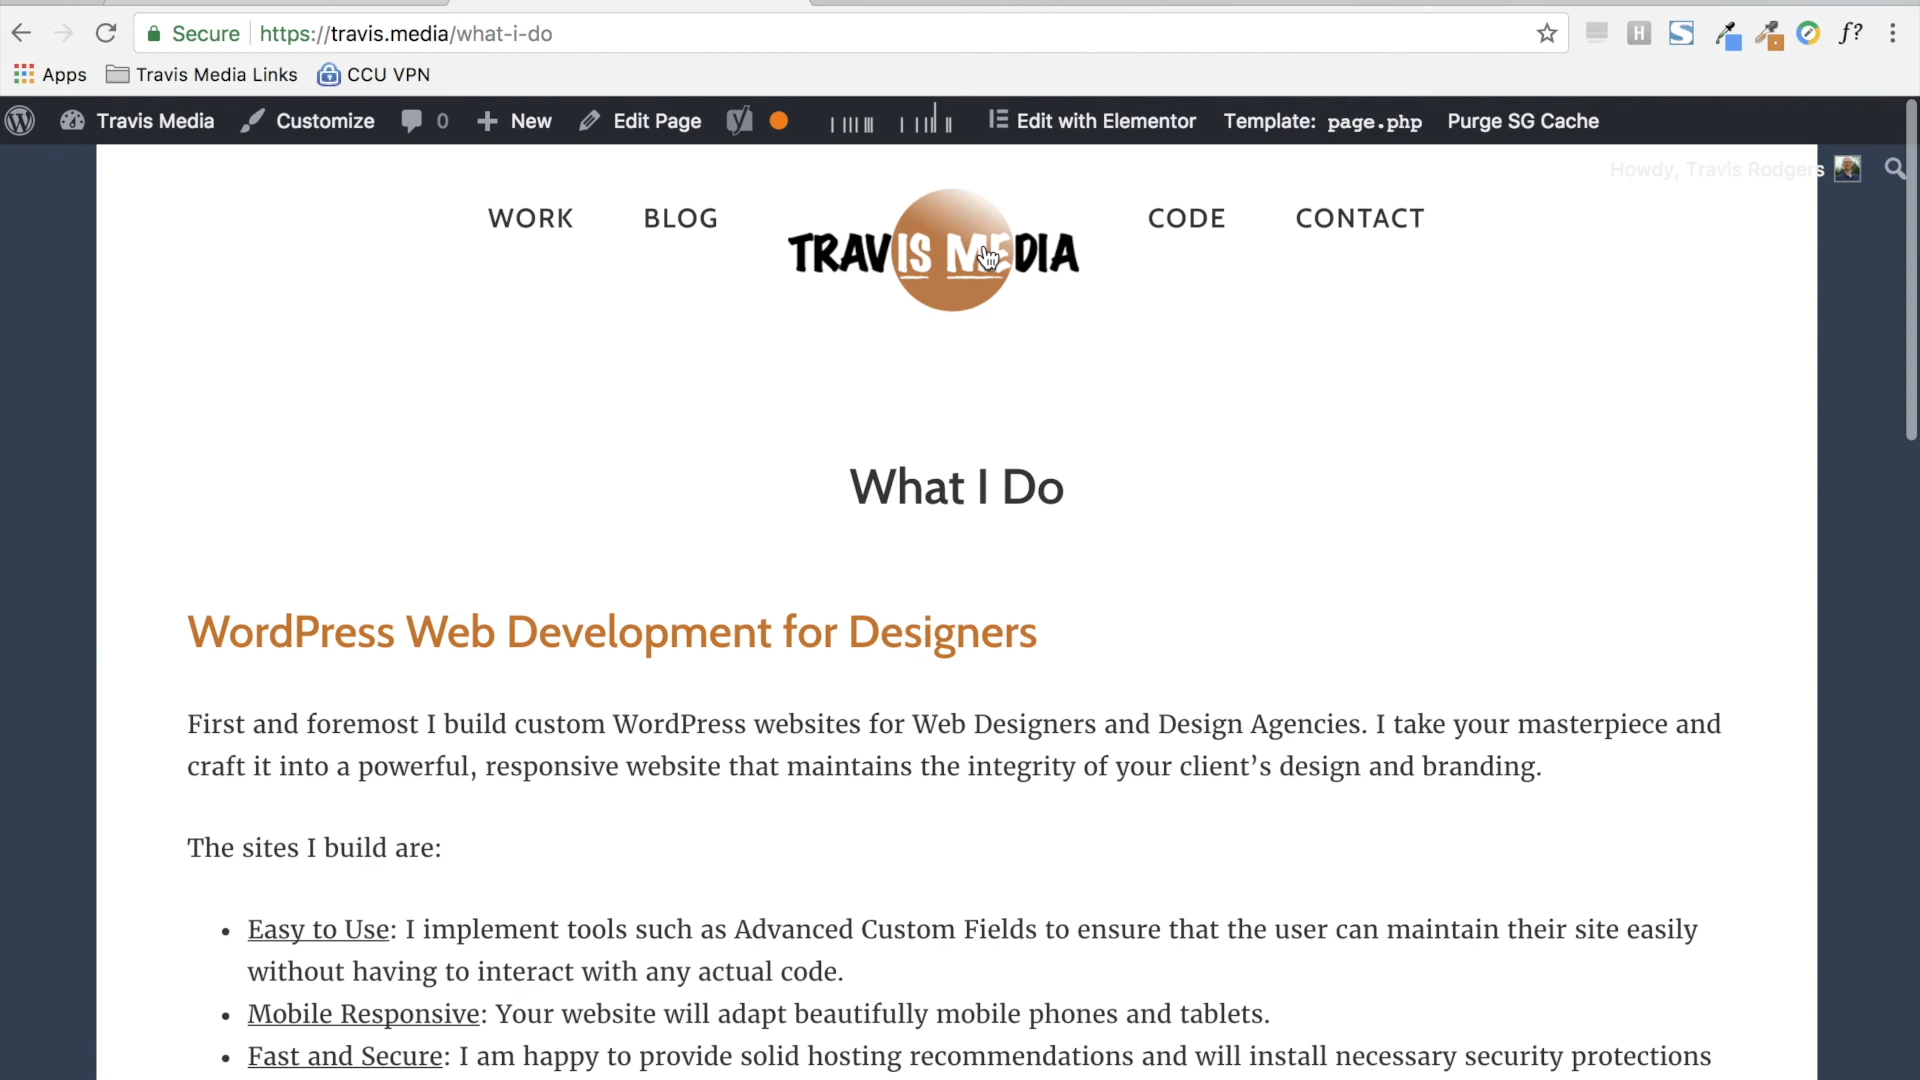 Secure https://travis.media/what-i-do
Apps Travis Media Links CCU VPN
Travis Media Customize 0 New Edit Page Edit with Elementor Template: page.php Purge SG Cache
Howdy, Travis Rodgers
WORK BLOG TRAVIS MEDIA CODE CONTACT
What I Do
WordPress Web Development for Designers
First and foremost I build custom WordPress websites for Web Designers and Design Agencies. I take your masterpiece and
craft it into a powerful, responsive website that maintains the integrity of your client’s design and branding.
The sites I build are:
• Easy to Use: I implement tools such as Advanced Custom Fields to ensure that the user can maintain their site easily
without having to interact with any actual code.
• Mobile Responsive: Your website will adapt beautifully mobile phones and tablets.
• Fast and Secure: I am happy to provide solid hosting recommendations and will install necessary security protections